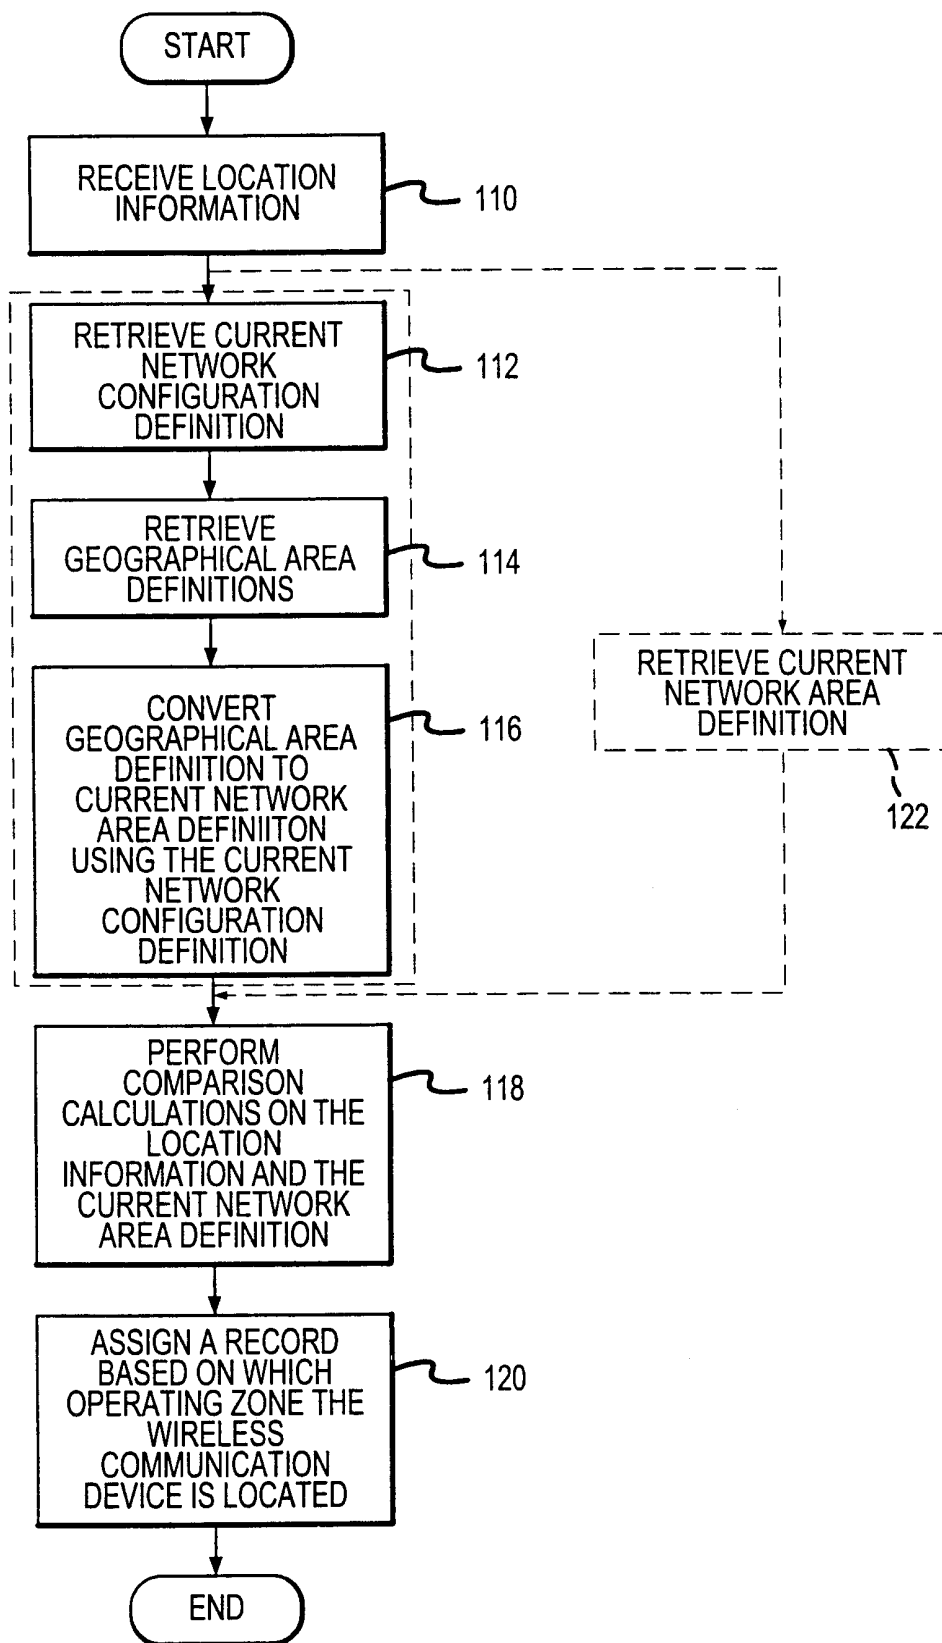 START
RECEIVE LOCATION
INFORMATION
110
RETRIEVE CURRENT
NETWORK
CONFIGURATION
DEFINITION
112
RETRIEVE
GEOGRAPHICAL AREA
DEFINITIONS
114
CONVERT
GEOGRAPHICAL AREA
DEFINITION TO
CURRENT NETWORK
AREA DEFINIITON
USING THE CURRENT
NETWORK
CONFIGURATION
DEFINITION
116
RETRIEVE CURRENT
NETWORK AREA
DEFINITION
122
PERFORM
COMPARISON
CALCULATIONS ON THE
LOCATION
INFORMATION AND THE
CURRENT NETWORK
AREA DEFINITION
118
ASSIGN A RECORD
BASED ON WHICH
OPERATING ZONE THE
WIRELESS
COMMUNICATION
DEVICE IS LOCATED
120
END